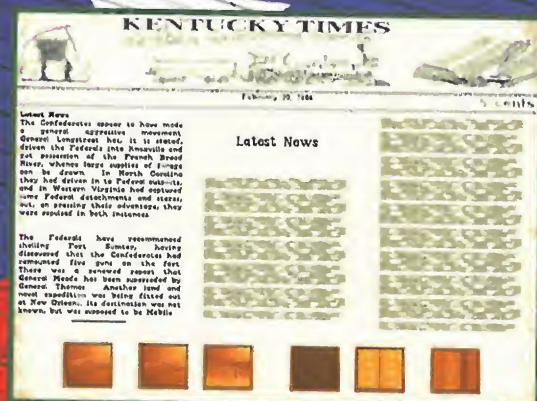 KENTUCKY TIMES
February 20, 1864
5 cents
Latest News
The Confederates appear to have made
a general aggressive movement
General Longstreet has, it is stated,
driven the Federals into Knoxville and
got possession of the French Broad
River, whence large supplies of forage
can be drawn. In North Carolina
they had driven in to Federal outposts,
and in Western Virginia had captured
some Federal detachments and stores,
but, on pressing their advantage, they
were repulsed in both instances
The Federals have recommenced
shelling Fort Sumter, having
discovered that the Confederates had
remounted five guns on the fort
There was a renewed report that
General Meade has been superseded by
General Thomas Another land and
naval expedition was being fitted out
at New Orleans, its destination was not
known, but was supposed to be Mobile
Latest News